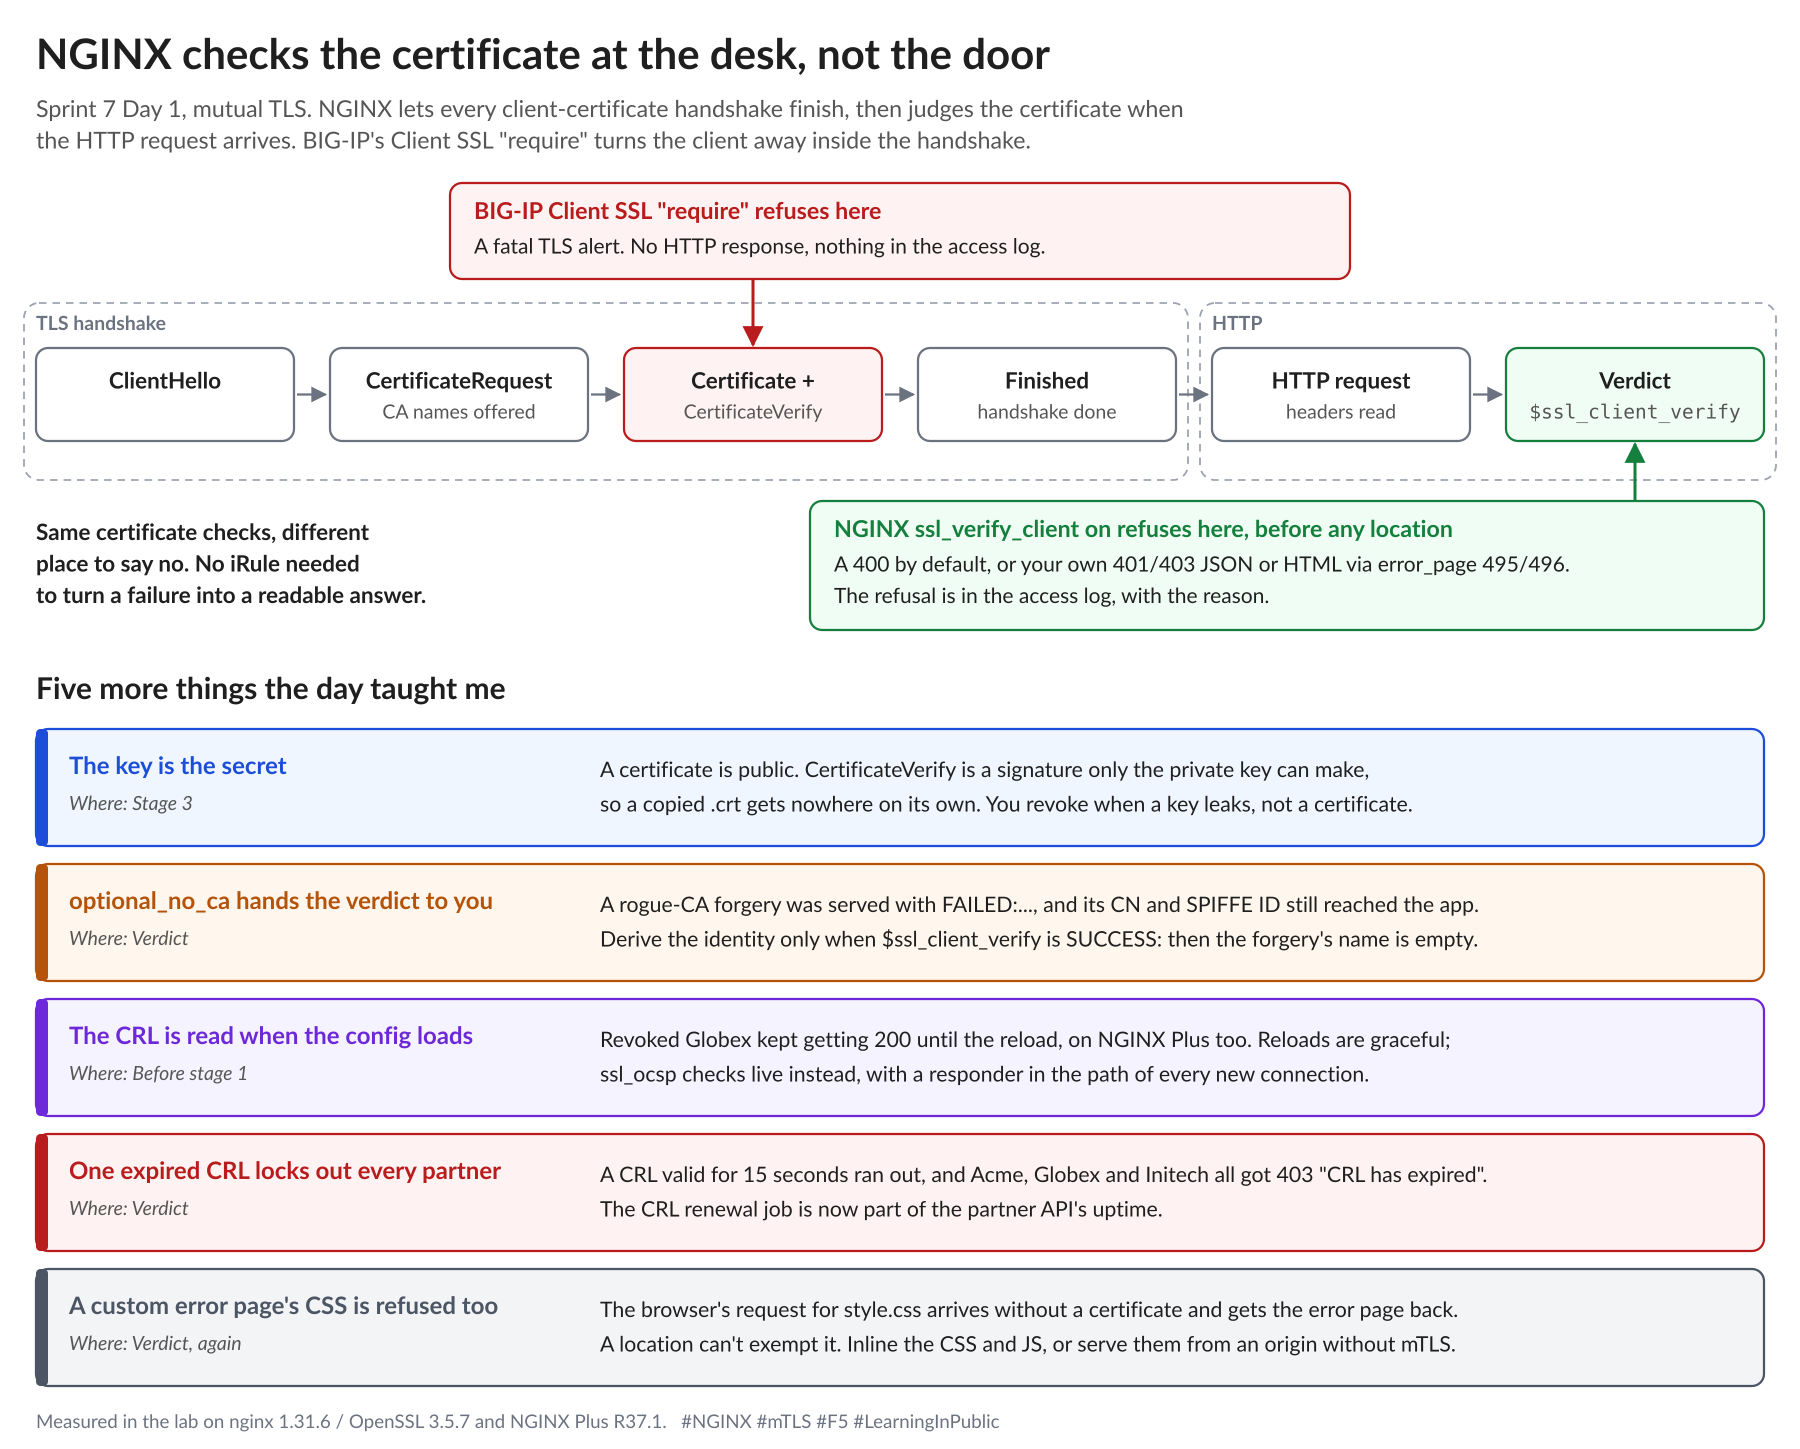 NGINX checks the certificate at the desk, not the door
Sprint 7 Day 1, mutual TLS. NGINX lets every client-certificate handshake finish, then judges the certificate when
the HTTP request arrives. BIG-IP's Client SSL "require" turns the client away inside the handshake.
BIG-IP Client SSL "require" refuses here
A fatal TLS alert. No HTTP response, nothing in the access log.
TLS handshake
HTTP
ClientHello
CertificateRequest
CA names offered
Certificate +
CertificateVerify
Finished
handshake done
HTTP request
headers read
Verdict
$ssl_client_verify
Same certificate checks, different
place to say no. No iRule needed
to turn a failure into a readable answer.
NGINX ssl_verify_client on refuses here, before any location
A 400 by default, or your own 401/403 JSON or HTML via error_page 495/496.
The refusal is in the access log, with the reason.
Five more things the day taught me
The key is the secret
Where: Stage 3
A certificate is public. CertificateVerify is a signature only the private key can make,
so a copied .crt gets nowhere on its own. You revoke when a key leaks, not a certificate.
optional_no_ca hands the verdict to you
Where: Verdict
A rogue-CA forgery was served with FAILED:..., and its CN and SPIFFE ID still reached the app.
Derive the identity only when $ssl_client_verify is SUCCESS: then the forgery's name is empty.
The CRL is read when the config loads
Where: Before stage 1
Revoked Globex kept getting 200 until the reload, on NGINX Plus too. Reloads are graceful;
ssl_ocsp checks live instead, with a responder in the path of every new connection.
One expired CRL locks out every partner
Where: Verdict
A CRL valid for 15 seconds ran out, and Acme, Globex and Initech all got 403 "CRL has expired".
The CRL renewal job is now part of the partner API's uptime.
A custom error page's CSS is refused too
Where: Verdict, again
The browser's request for style.css arrives without a certificate and gets the error page back.
A location can't exempt it. Inline the CSS and JS, or serve them from an origin without mTLS.
Measured in the lab on nginx 1.31.6 / OpenSSL 3.5.7 and NGINX Plus R37.1. #NGINX #mTLS #F5 #LearningInPublic